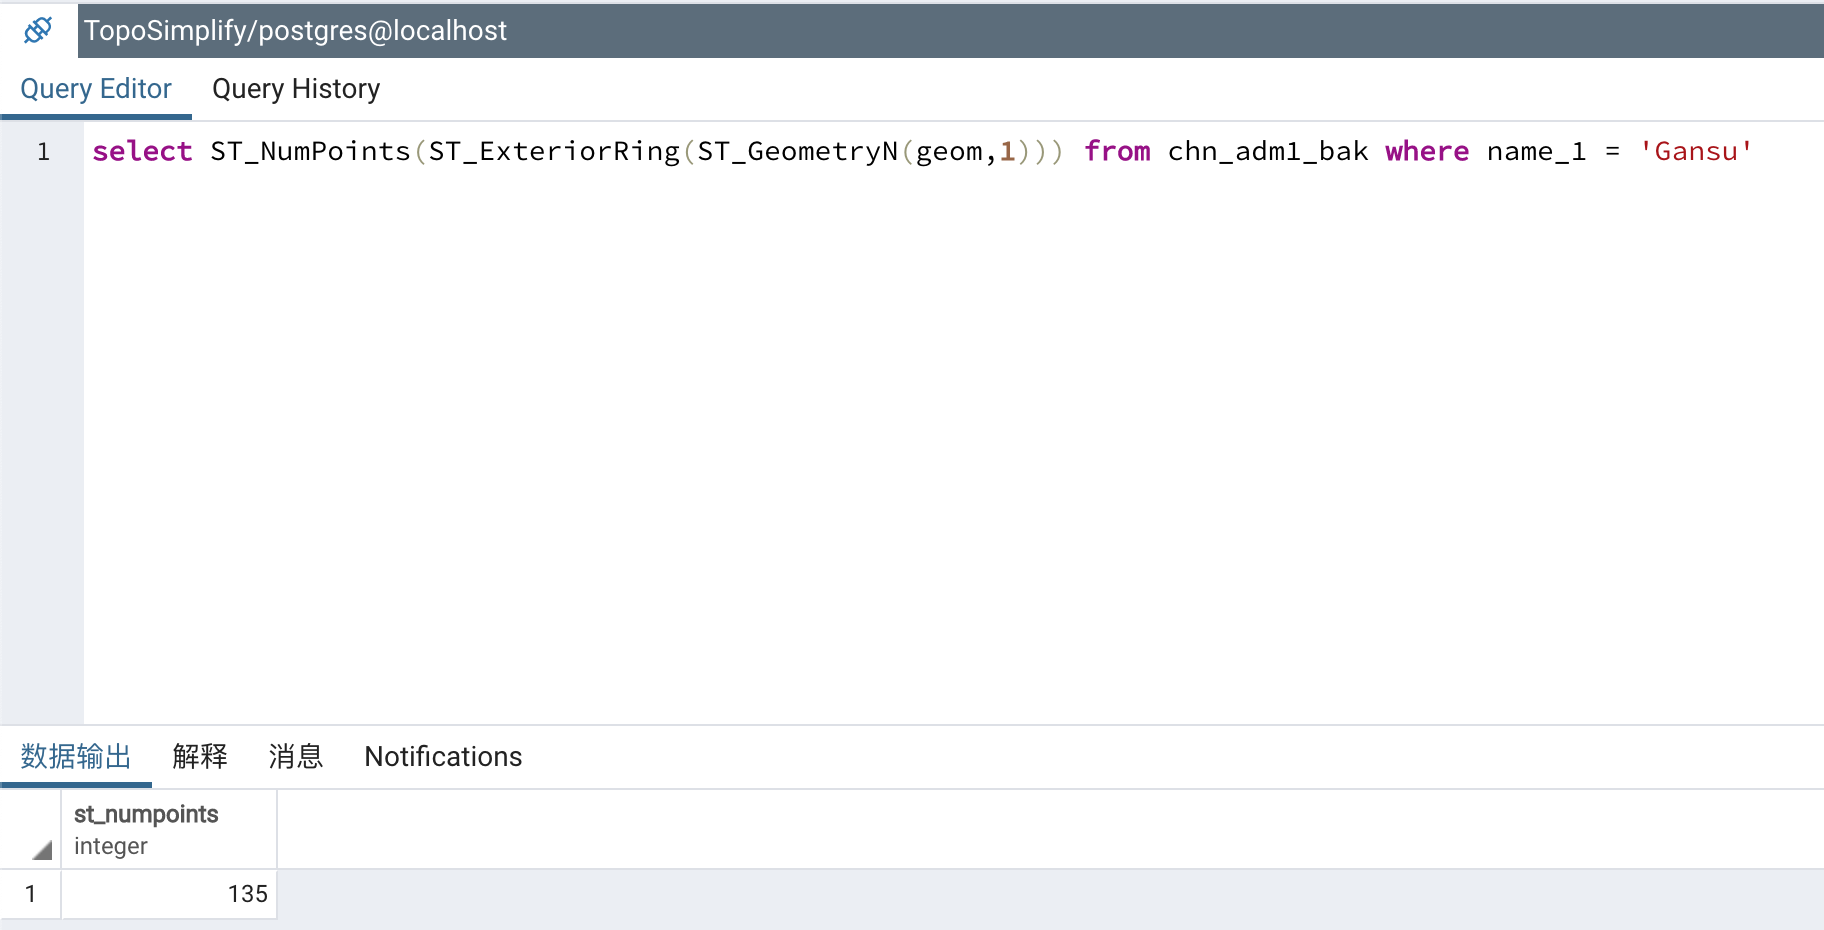 TopoSimplify/postgres@localhost
Query Editor Query History
1 select ST_NumPoints(ST_ExteriorRing(ST_GeometryN(geom,1))) from chn_adm1_bak where name_1 = 'Gansu'
数据输出 解释 消息 Notifications
st_numpoints
integer
1 135